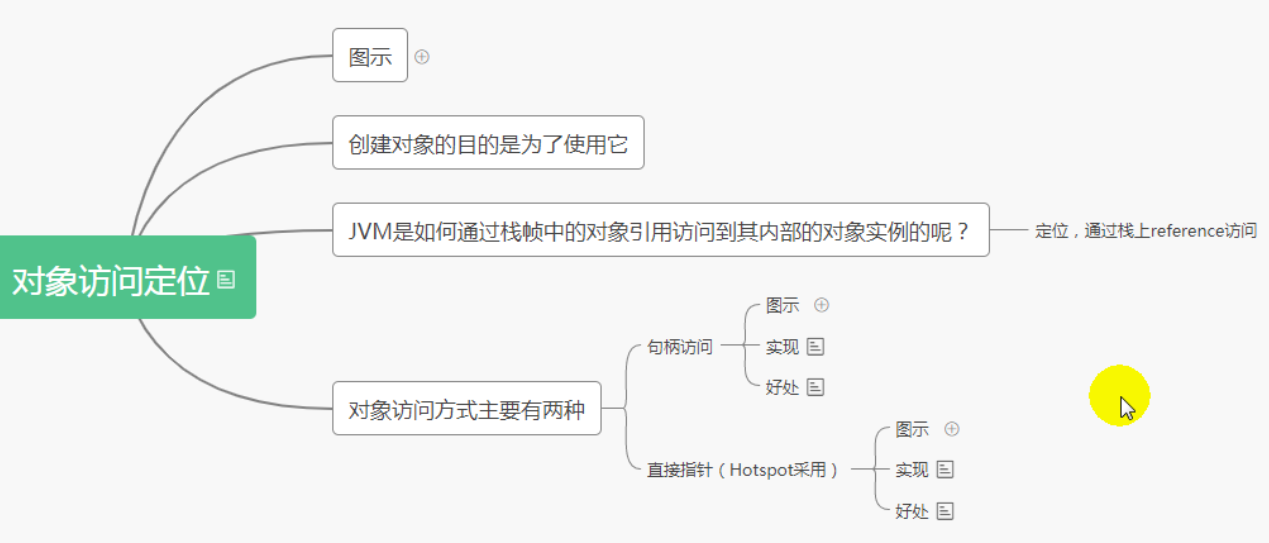 图示
创建对象的目的是为了使用它
JVM是如何通过栈帧中的对象引用访问到其内部的对象实例的呢？
定位，通过栈上reference访问
对象访问定位
对象访问方式主要有两种
句柄访问
图示
实现
好处
直接指针（Hotspot采用）
图示
实现
好处